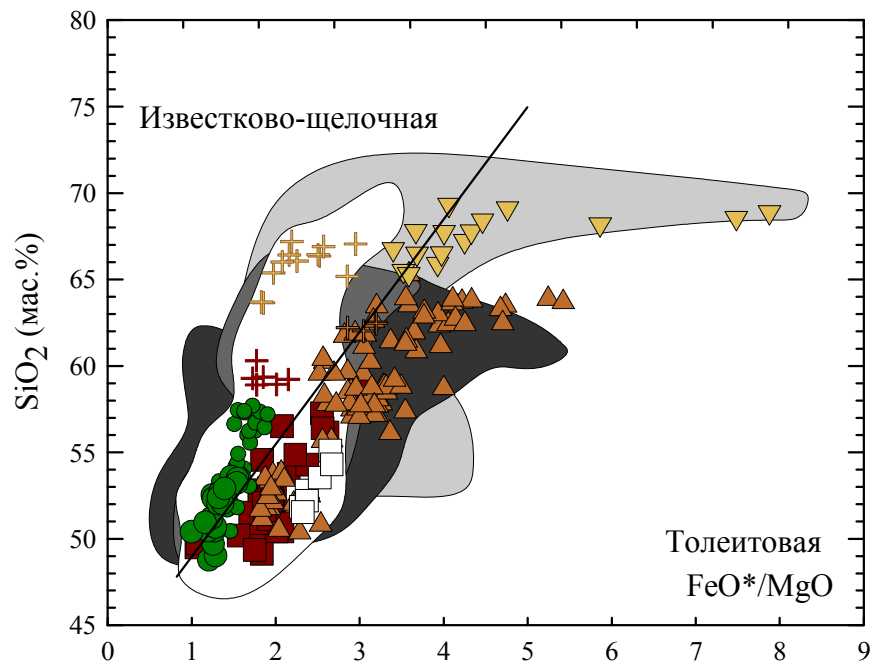 80
75
70
65
60
55
50
45
SiO2 (мас.%)
Известково-щелочная
Толеитовая
FeO*/MgO
0 1 2 3 4 5 6 7 8 9